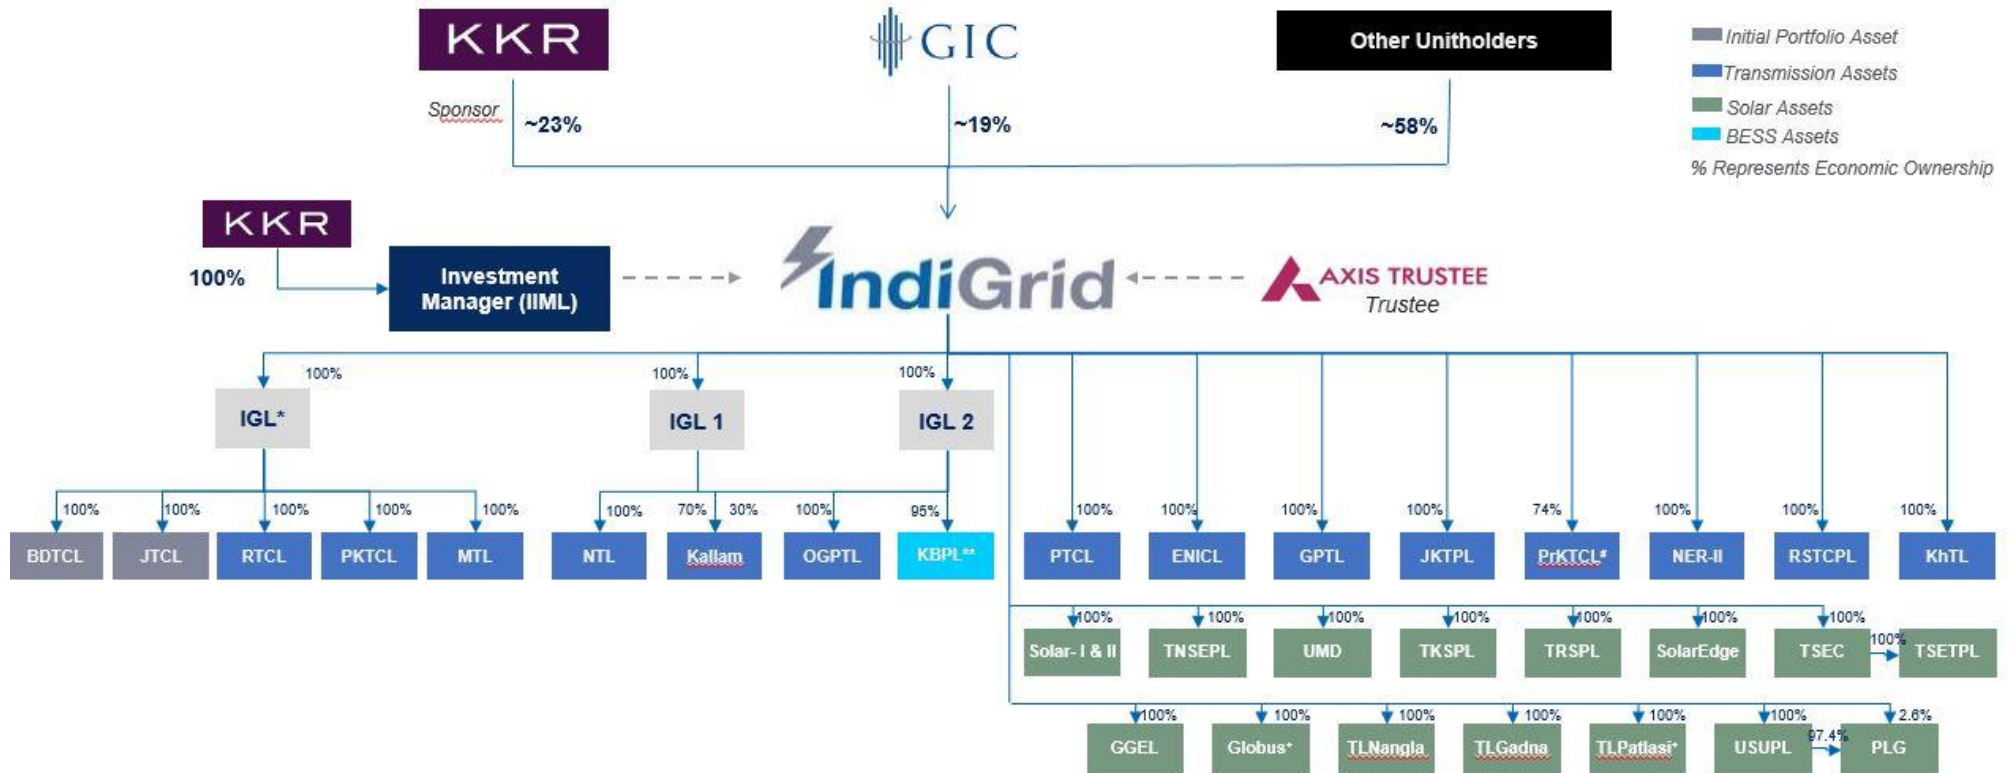 KKR
GIC
Other Unitholders
Initial Portfolio Asset
Transmission Assets
Solar Assets
BESS Assets
% Represents Economic Ownership
Sponsor
~23%
~19%
~58%
KKR
100%
Investment
Manager (IIML)
IndiGrid
AXIS TRUSTEE
Trustee
100%
100%
100%
IGL*
IGL 1
IGL 2
100%
100%
100%
100%
100%
100%
70%
30%
100%
95%
100%
100%
100%
100%
74%
100%
100%
100%
BDTCL
JTCL
RTCL
PKTCL
MTL
NTL
Kallam
OGPTL
KBPL**
PTCL
ENICL
GPTL
JKTPL
PrKTCL#
NER-II
RSTCPL
KhTL
100%
100%
100%
100%
100%
100%
100%
100%
Solar- I & II
TNSEPL
UMD
TKSPL
TRSPL
SolarEdge
TSEC
TSETPL
100%
100%
100%
100%
100%
100%
2.6%
97.4%
GGEL
Globus+
TLNangla
TLGadna
TLPatlasi+
USUPL
PLG